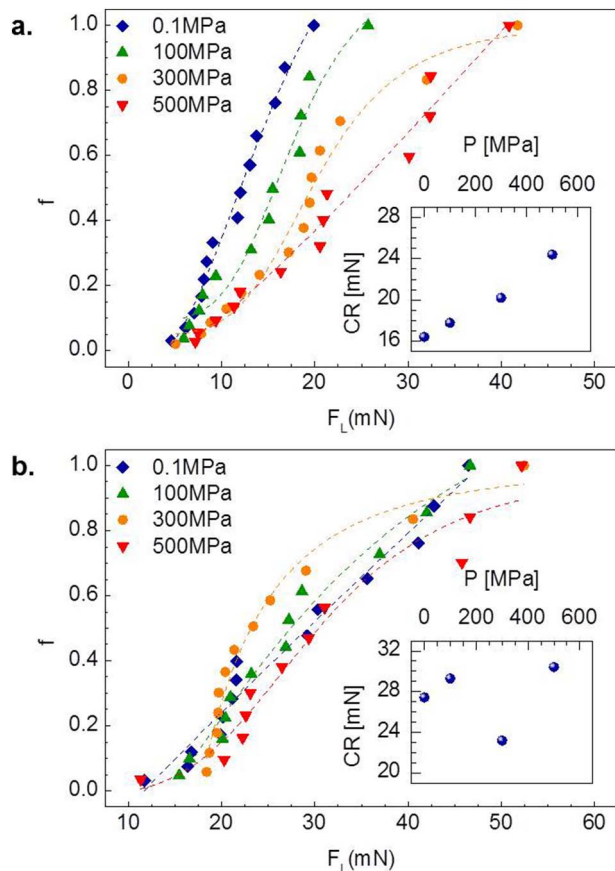 a.
1.0
0.8
0.6
0.4
0.2
0.0
f
0.1MPa
100MPa
300MPa
500MPa
P [MPa]
0 200 400 600
28
24
20
16
CR [mN]
0 10 20 30 40 50
F_L(mN)
b.
1.0
0.8
0.6
0.4
0.2
0.0
f
0.1MPa
100MPa
300MPa
500MPa
P [MPa]
0 200 400 600
32
28
24
20
CR [mN]
10 20 30 40 50 60
F_L(mN)